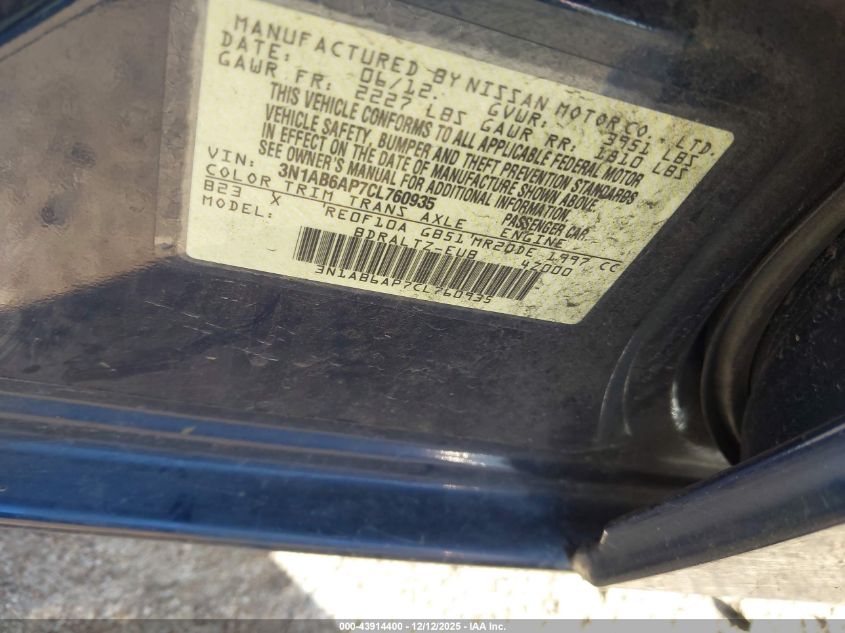 MANUFACTURED BY NISSAN MOTOR CO., LTD.
DATE: 06/12 GVWR: 3951 LBS
GAWR FR: 2227 LBS GAWR RR. 1810 LBS
THIS VEHICLE CONFORMS TO ALL APPLICABLE FEDERAL MOTOR
VEHICLE SAFETY, BUMPER AND THEFT PREVENTION STANDARDS
IN EFFECT ON THE DATE OF MANUFACTURE SHOWN ABOVE.
SEE OWNER'S MANUAL FOR ADDITIONAL INFORMATION.
VIN: 3N1AB6AP7CL760935 PASSENGER CAR
COLOR TRIM TRANS AXLE ENGINE
B23 X RE0F10A GB51 MR20DE 1997 CC
MODEL: BDRALTZ-EUB 47000
3N1AB6AP7CL760935
000-43914400 - 12/12/2025 - IAA Inc.